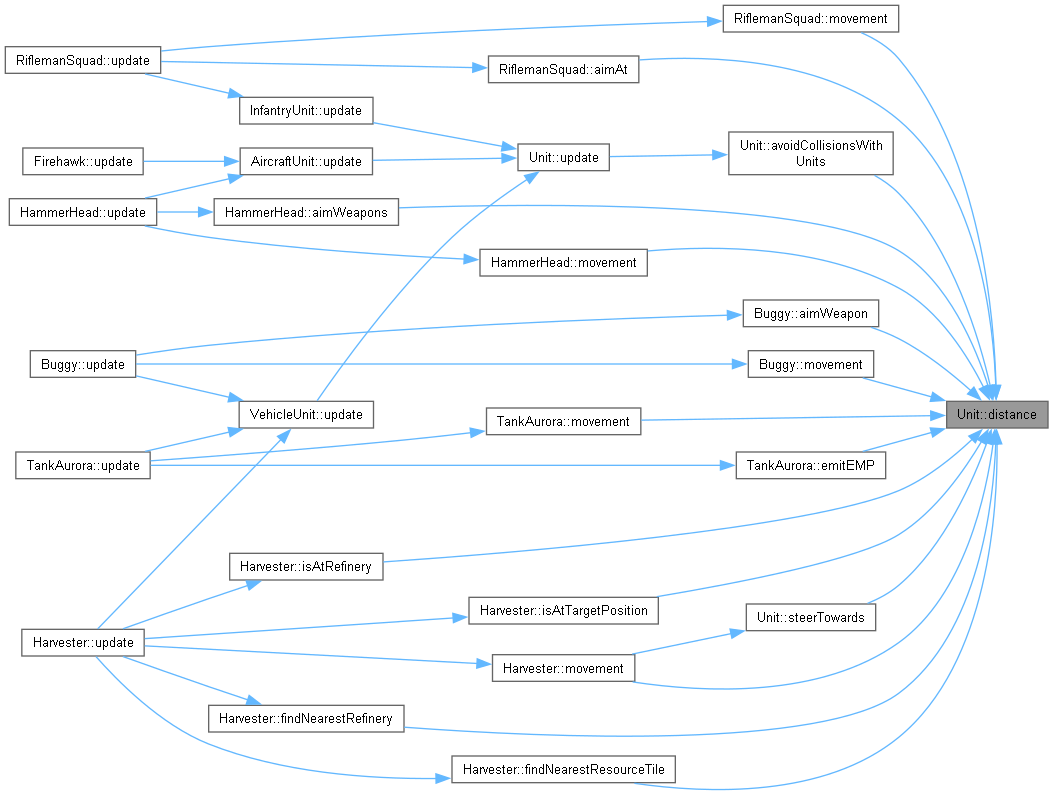 RiflemanSquad::movement
RiflemanSquad::update
RiflemanSquad::aimAt
InfantryUnit::update
Unit::avoidCollisionsWith
Units
Unit::update
Firehawk::update
AircraftUnit::update
HammerHead::update
HammerHead::aimWeapons
HammerHead::movement
Buggy::aimWeapon
Buggy::update
Buggy::movement
VehicleUnit::update
TankAurora::movement
Unit::distance
TankAurora::update
TankAurora::emitEMP
Harvester::isAtRefinery
Harvester::isAtTargetPosition
Unit::steerTowards
Harvester::update
Harvester::movement
Harvester::findNearestRefinery
Harvester::findNearestResourceTile